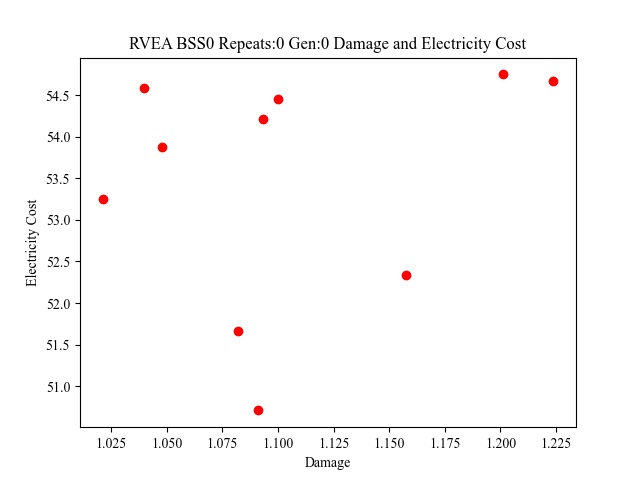 RVEA BSS0 Repeats:0 Gen:0 Damage and Electricity Cost
54.5
54.0
53.5
53.0
52.5
52.0
51.5
51.0
Electricity Cost
1.025 1.050 1.075 1.100 1.125 1.150 1.175 1.200 1.225
Damage